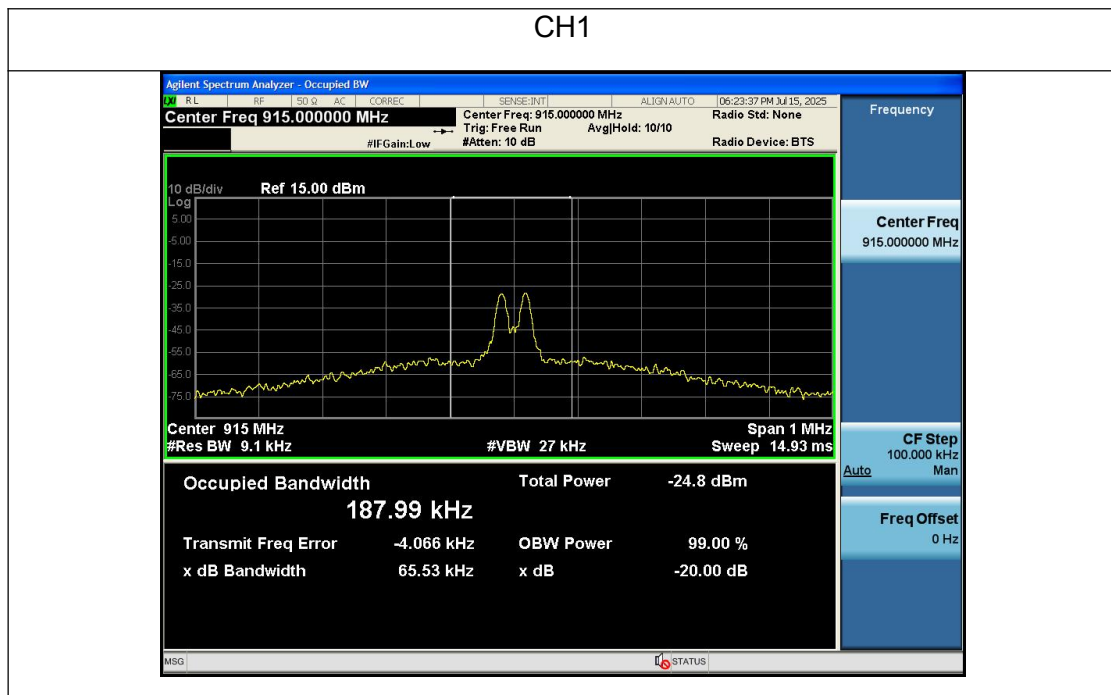 CH1
Agilent Spectrum Analyzer - Occupied BW
LXI RL RF 50 Ω AC CORREC SENSE:INT ALIGN AUTO 06:23:37 PM Jul 15, 2025
Center Freq 915.000000 MHz Center Freq: 915.000000 MHz Radio Std: None
Trig: Free Run Avg|Hold: 10/10
#IFGain:Low #Atten: 10 dB Radio Device: BTS
10 dB/div Ref 15.00 dBm
Log
5.00
-5.00
-15.0
-25.0
-35.0
-45.0
-55.0
-65.0
-75.0
Center 915 MHz Span 1 MHz
#Res BW 9.1 kHz #VBW 27 kHz Sweep 14.93 ms
Occupied Bandwidth Total Power -24.8 dBm
187.99 kHz
Transmit Freq Error -4.066 kHz OBW Power 99.00 %
x dB Bandwidth 65.53 kHz x dB -20.00 dB
MSG STATUS
Frequency
Center Freq
915.000000 MHz
CF Step
100.000 kHz
Auto Man
Freq Offset
0 Hz